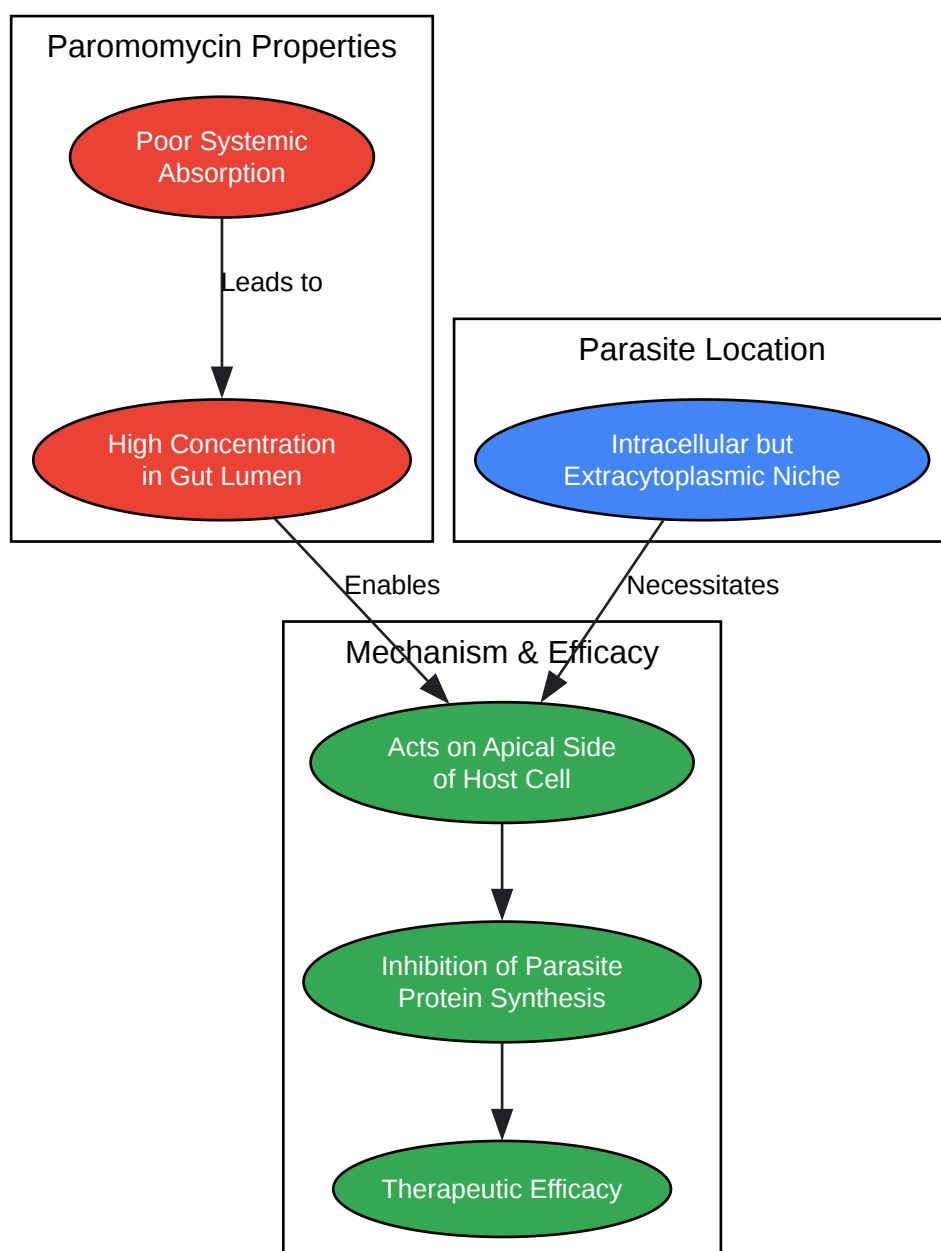 Paromomycin Properties
Poor Systemic
Absorption
Leads to
Parasite Location
High Concentration
in Gut Lumen
Intracellular but
Extracytoplasmic Niche
Enables
Necessitates
Mechanism & Efficacy
Acts on Apical Side
of Host Cell
Inhibition of Parasite
Protein Synthesis
Therapeutic Efficacy